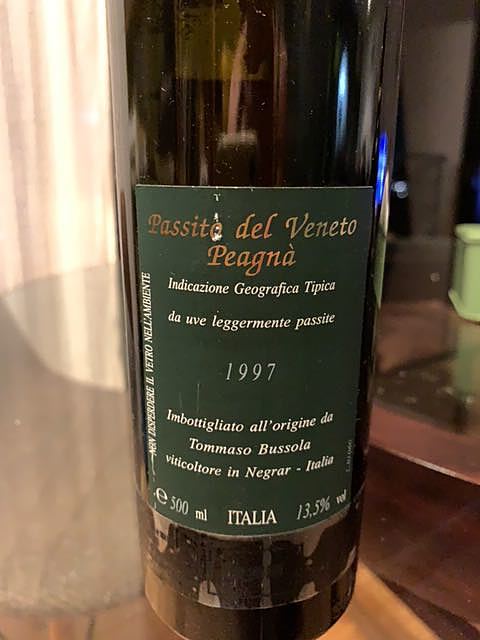 Passito del Veneto
Peagnà
Indicazione Geografica Tipica
da uve leggermente passite
1997
Imbottigliato all'origine da
Tommaso Bussola
viticoltore in Negrar - Italia
℮ 500 ml ITALIA 13,5% vol
NON DISPERDERE IL VETRO NELL'AMBIENTE